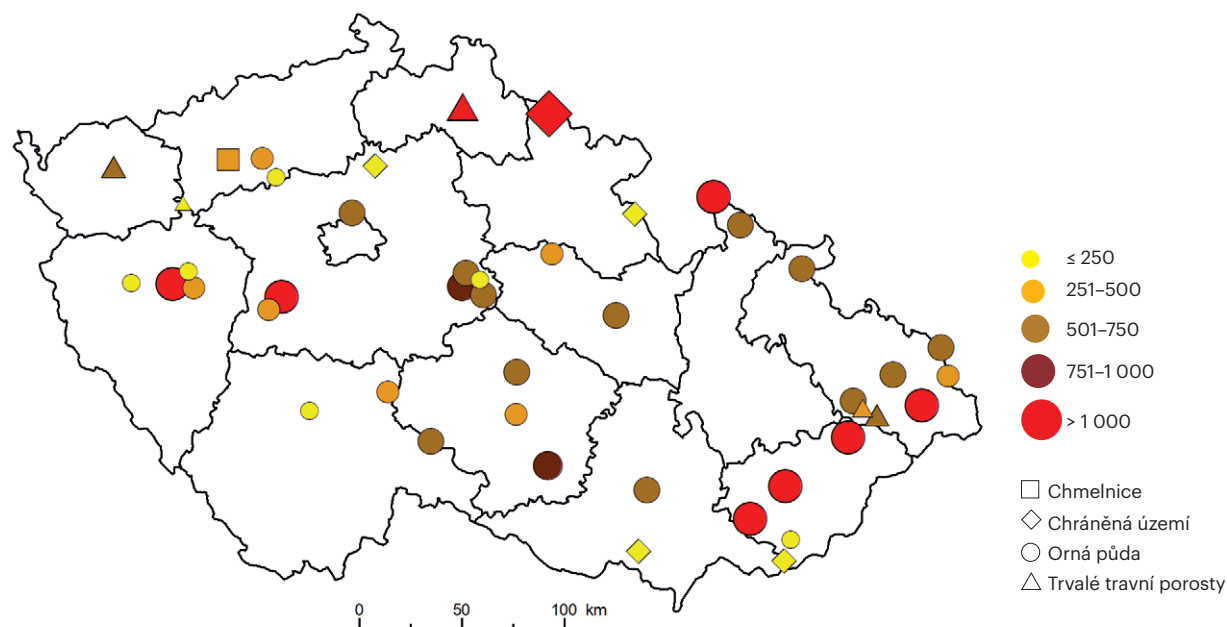 ≤ 250
251–500
501–750
751–1 000
> 1 000
Chmelnice
Chráněná území
Orná půda
Trvalé travní porosty
0 50 100 km